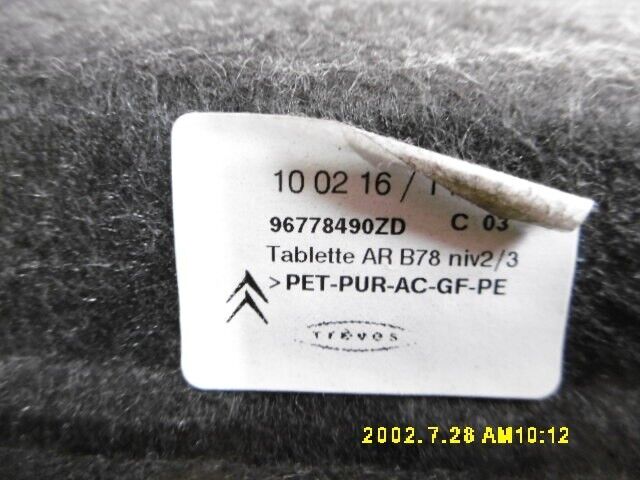 10 02 16 /
96778490ZD C 03
Tablette AR B78 niv2/3
>PET-PUR-AC-GF-PE
TRÈVOS
2002.7.28 AM10:12